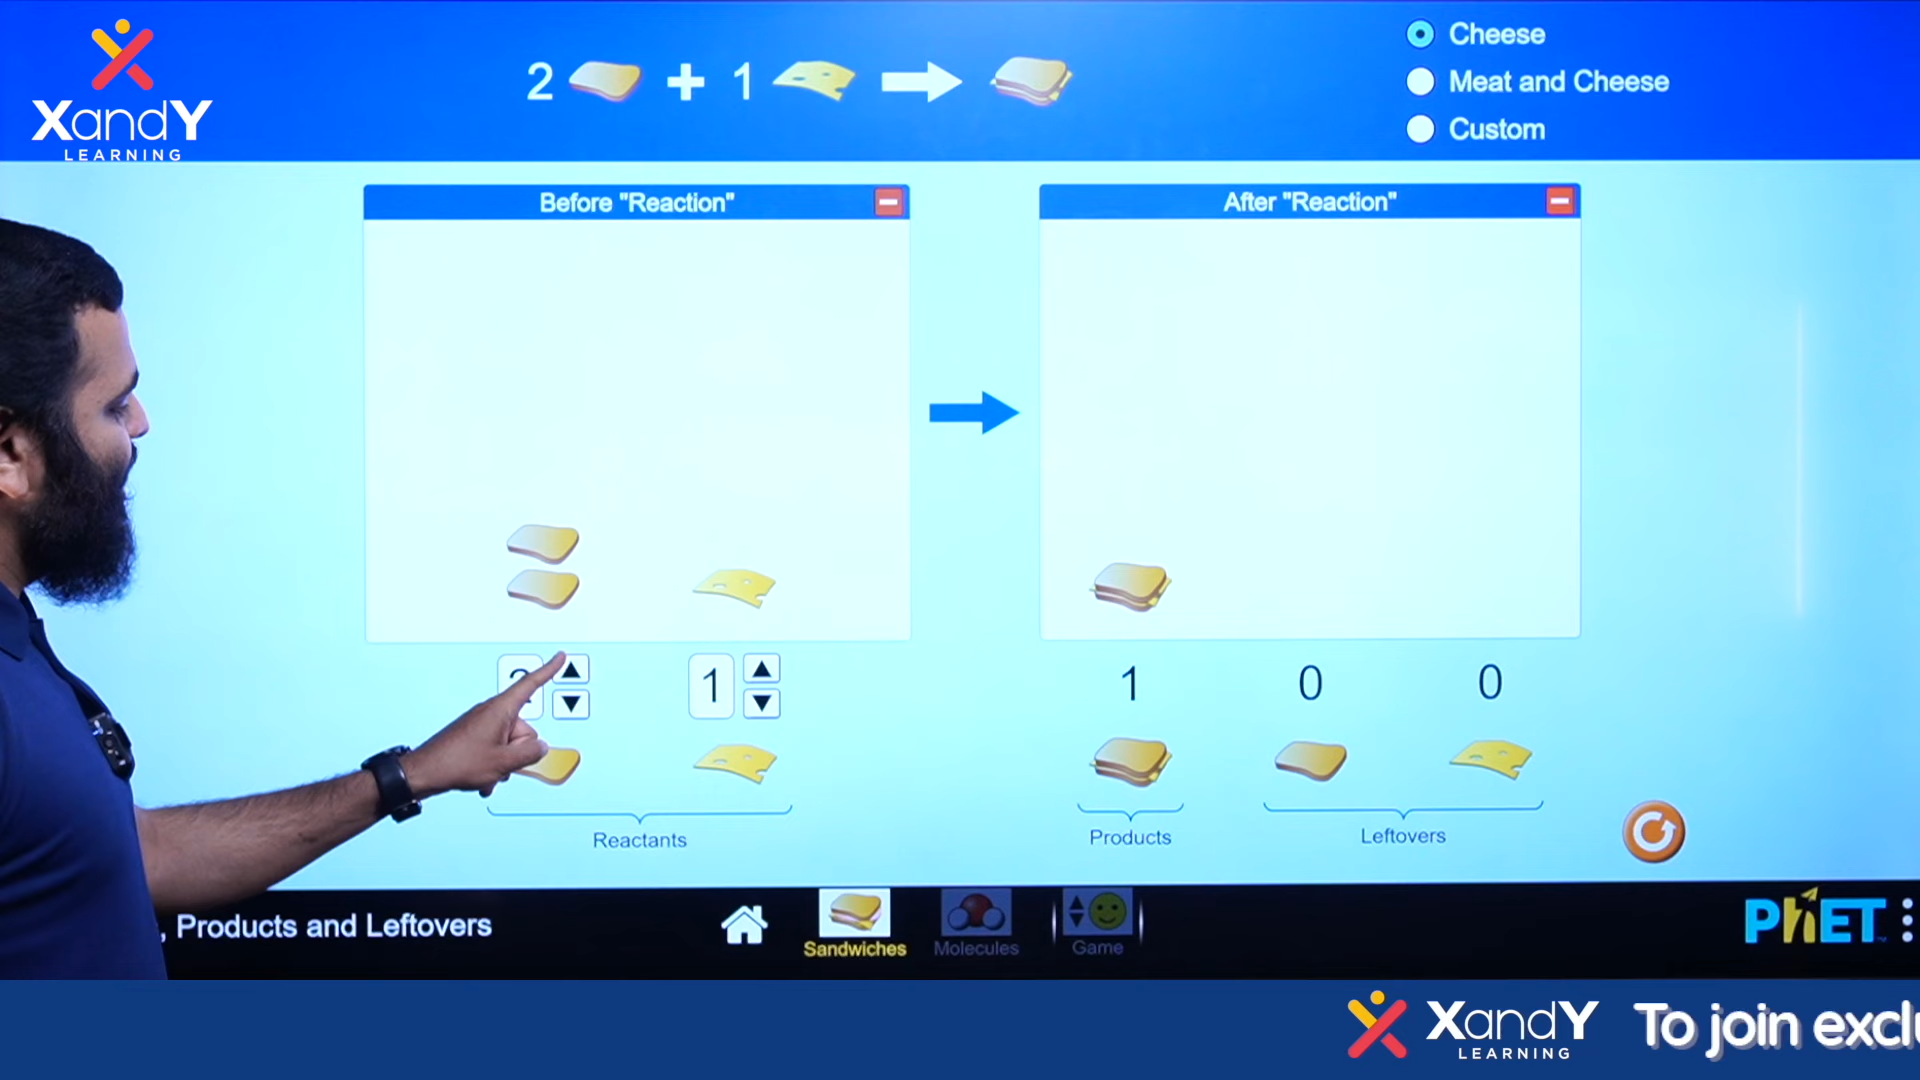 XandY
LEARNING
2 + 1
Cheese
Meat and Cheese
Custom
Before "Reaction"
After "Reaction"
1
1
0
0
Reactants
Products
Leftovers
, Products and Leftovers
Sandwiches
Molecules
Game
PhET
XandY
LEARNING
To join exclu